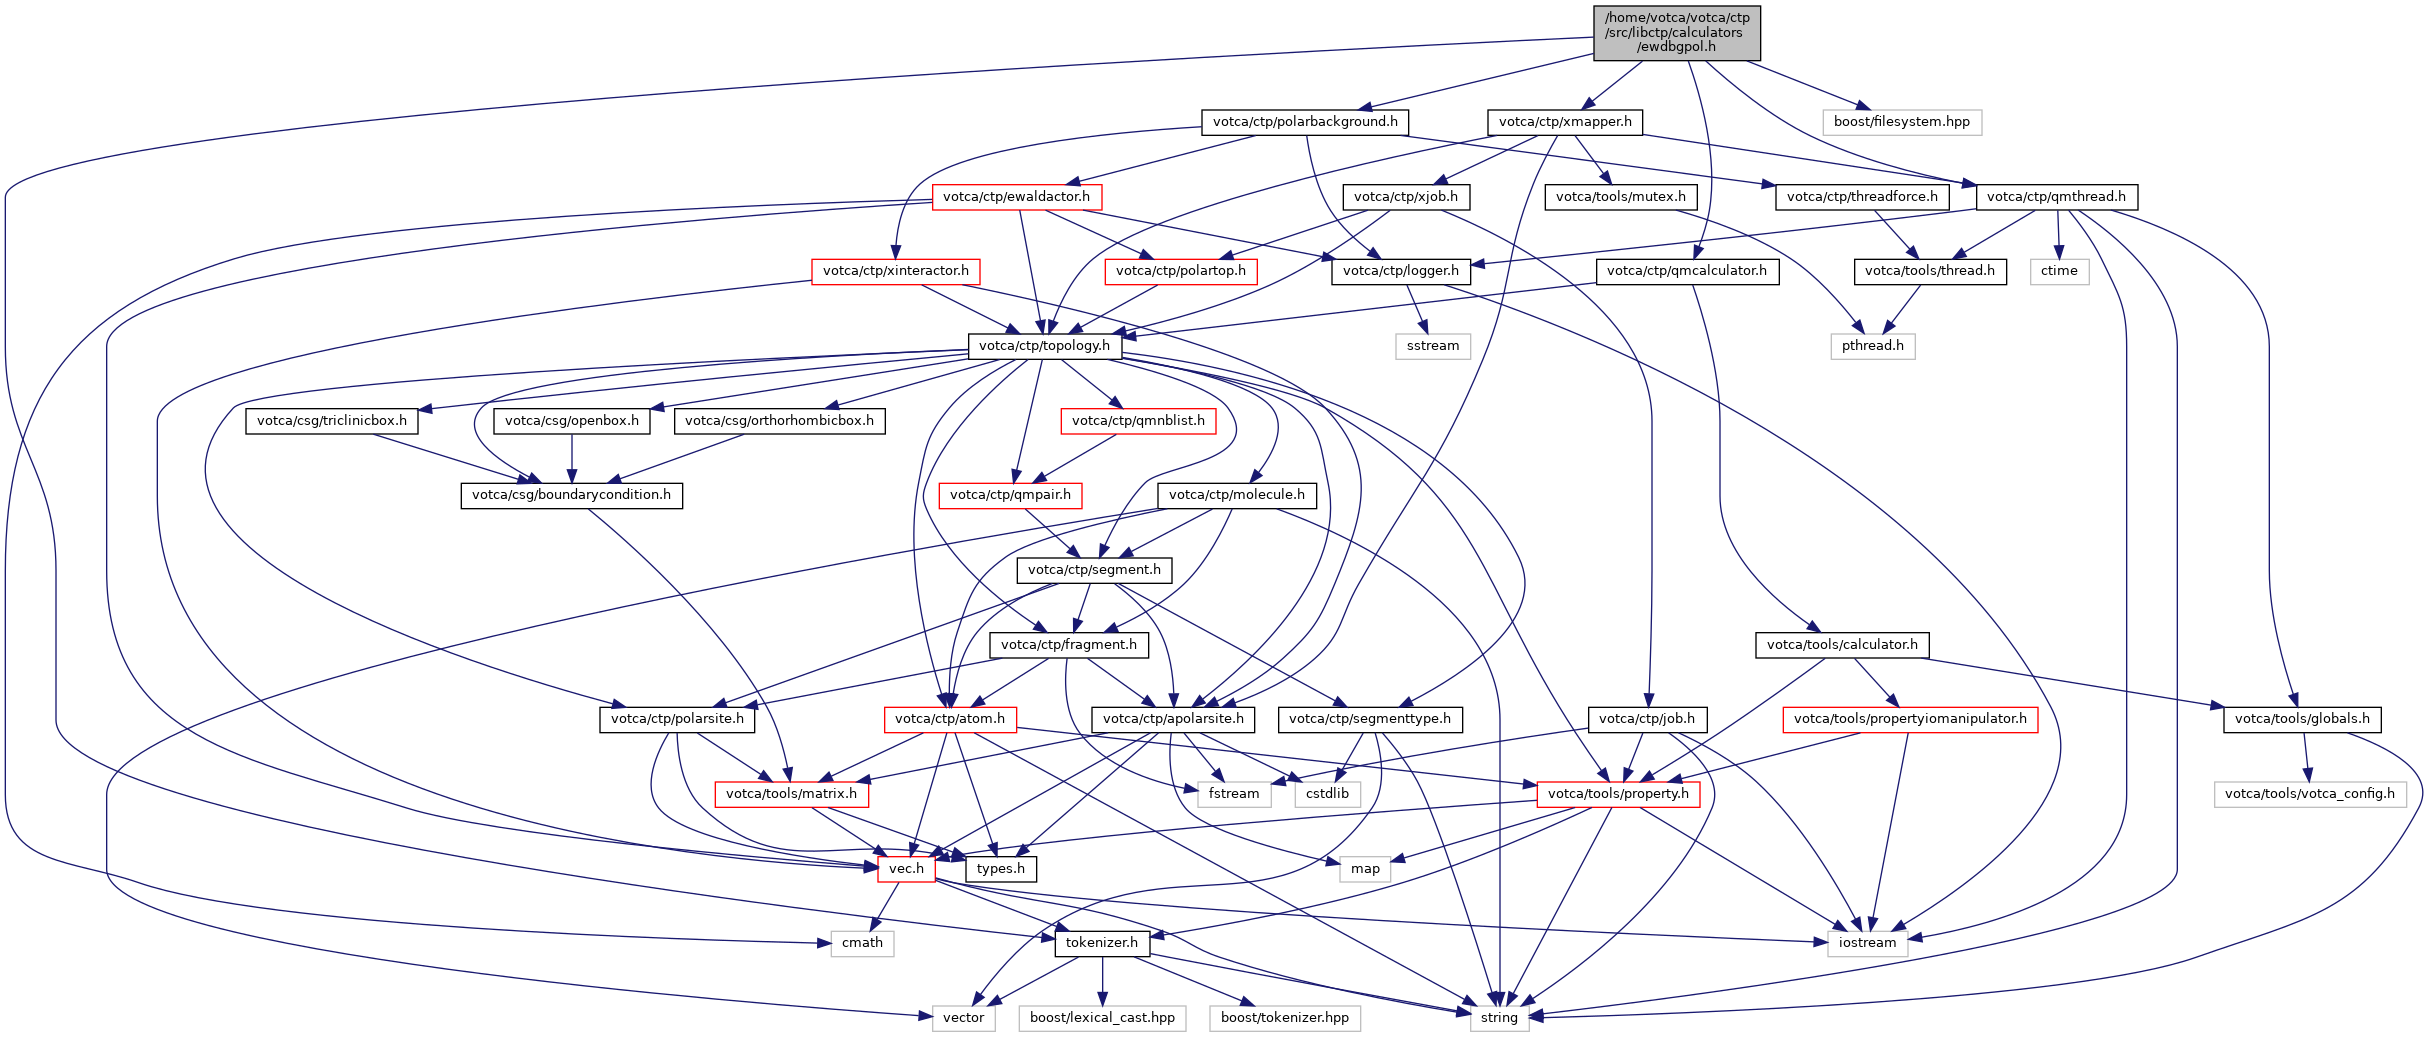 /home/votca/votca/ctp
/src/libctp/calculators
/ewdbgpol.h
votca/ctp/polarbackground.h
votca/ctp/xmapper.h
boost/filesystem.hpp
votca/ctp/ewaldactor.h
votca/ctp/xjob.h
votca/tools/mutex.h
votca/ctp/threadforce.h
votca/ctp/qmthread.h
votca/ctp/xinteractor.h
votca/ctp/polartop.h
votca/ctp/logger.h
votca/ctp/qmcalculator.h
votca/tools/thread.h
ctime
votca/ctp/topology.h
sstream
pthread.h
votca/csg/triclinicbox.h
votca/csg/openbox.h
votca/csg/orthorhombicbox.h
votca/ctp/qmnblist.h
votca/csg/boundarycondition.h
votca/ctp/qmpair.h
votca/ctp/molecule.h
votca/ctp/segment.h
votca/ctp/fragment.h
votca/tools/calculator.h
votca/ctp/polarsite.h
votca/ctp/atom.h
votca/ctp/apolarsite.h
votca/ctp/segmenttype.h
votca/ctp/job.h
votca/tools/propertyiomanipulator.h
votca/tools/globals.h
votca/tools/matrix.h
fstream
cstdlib
votca/tools/property.h
votca/tools/votca_config.h
vec.h
types.h
map
cmath
tokenizer.h
iostream
vector
boost/lexical_cast.hpp
boost/tokenizer.hpp
string